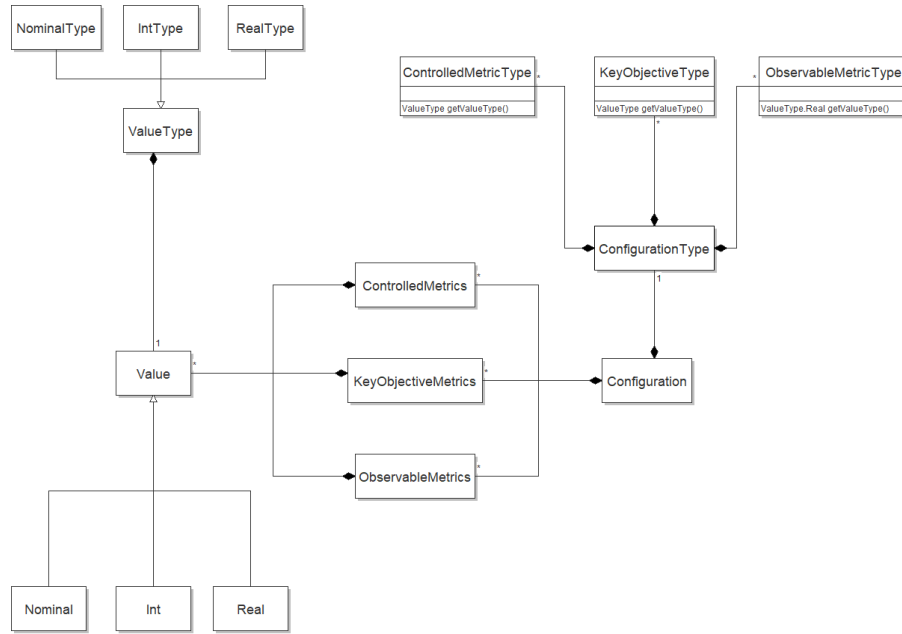 NominalType
IntType
RealType
ControlledMetricType
*
ValueType getValueType()
KeyObjectiveType
ValueType getValueType()
*
ObservableMetricType
*
ValueType.Real getValueType()
ValueType
ConfigurationType
1
ControlledMetrics
*
1
Value
*
KeyObjectiveMetrics
*
Configuration
ObservableMetrics
*
Nominal
Int
Real